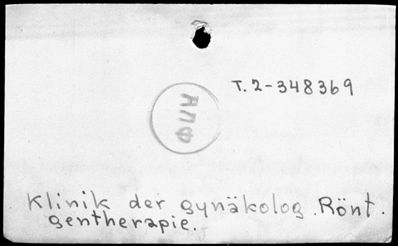 T. 2-348369
АПФ
Klinik der gynäkolog. Rönt.
gentherapie.